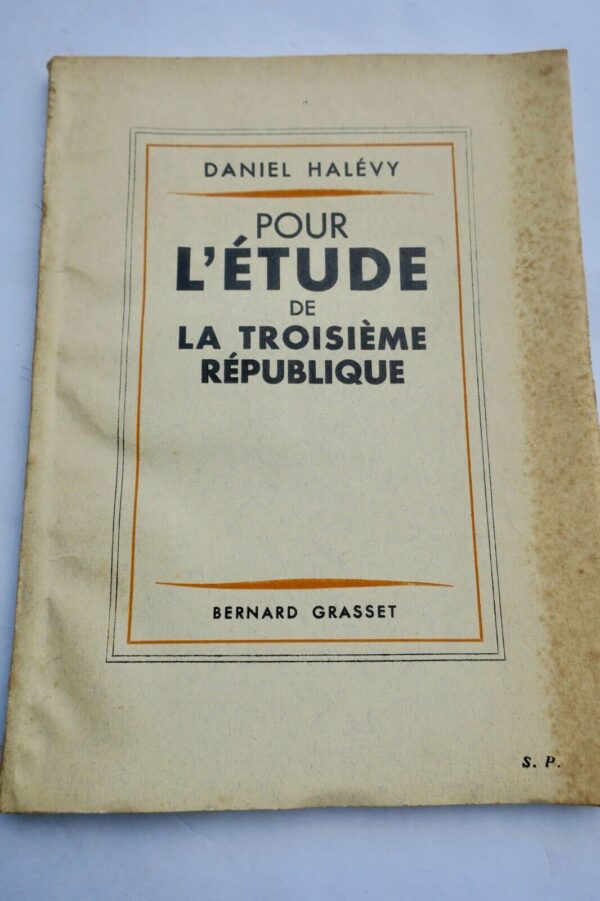 DANIEL HALÉVY
POUR
L'ÉTUDE
DE
LA TROISIÈME
RÉPUBLIQUE
BERNARD GRASSET
S. P.